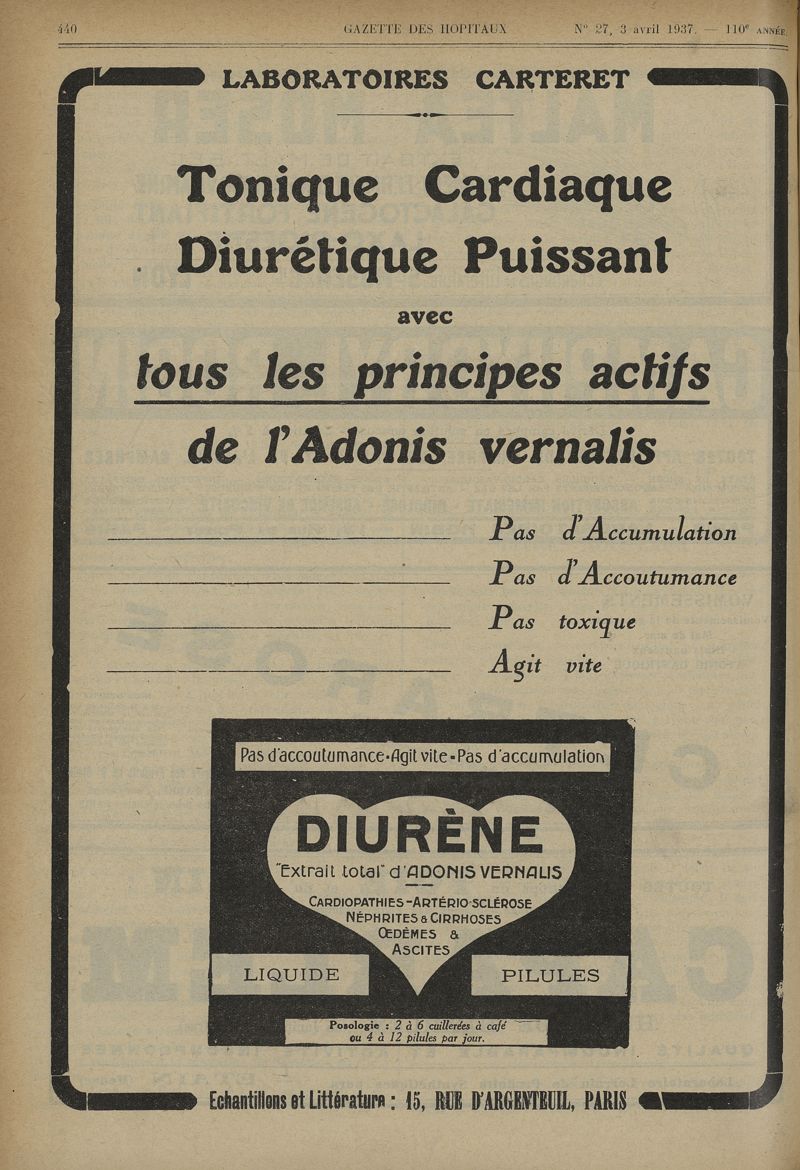 440 GAZETTE DES HOPITAUX N° 27, 3 avril 1937. — 110e ANNÉE.
LABORATOIRES CARTERET
Tonique Cardiaque
Diurétique Puissant
avec
tous les principes actifs
de l'Adonis vernalis
Pas d'Accumulation
Pas d'Accoutumance
Pas toxique
Agit vite
Pas d'accoutumance•Agit vite•Pas d'accumulation
DIURÈNE
"Extrait total" d'ADONIS VERNALIS
CARDIOPATHIES-ARTÉRIO-SCLÉROSE
NÉPHRITES & CIRRHOSES
ŒDÈMES &
ASCITES
LIQUIDE PILULES
Posologie : 2 à 6 cuillerées à café
ou 4 à 12 pilules par jour.
Echantillons et Littérature : 15, RUE D'ARGENTEUIL, PARIS